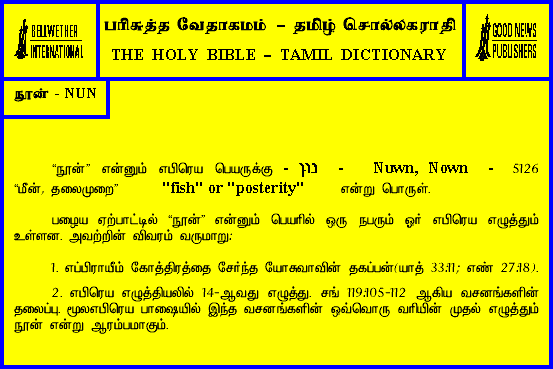 BELLWETHER
INTERNATIONAL
பரிசுத்த வேதாகமம் – தமிழ் சொல்லகராதி
THE HOLY BIBLE – TAMIL DICTIONARY
GOOD NEWS
PUBLISHERS
நூன் - NUN
“நூன்” என்னும் எபிரெய பெயருக்கு - נון - Nuwn, Nown - 5126
“மீன், தலைமுறை” "fish" or "posterity" என்று பொருள்.
பழைய ஏற்பாட்டில் “நூன்” என்னும் பெயரில் ஒரு நபரும் ஓர் எபிரெய எழுத்தும்
உள்ளன. அவற்றின் விவரம் வருமாறு:
1. எப்பிராயீம் கோத்திரத்தை சேர்ந்த யோசுவாவின் தகப்பன்(யாத் 33:11; எண் 27:18).
2. எபிரெய எழுத்தியலில் 14-ஆவது எழுத்து. சங் 119:105-112 ஆகிய வசனங்களின்
தலைப்பு. மூலஎபிரெய பாஷையில் இந்த வசனங்களின் ஒவ்வொரு வரியின் முதல் எழுத்தும்
நூன் என்று ஆரம்பமாகும்.